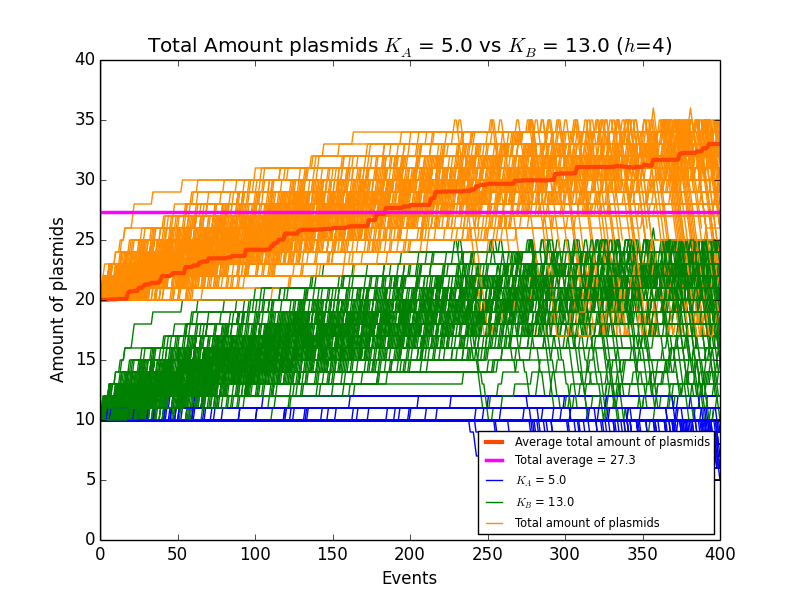 Total Amount plasmids K_A = 5.0 vs K_B = 13.0 (h=4)
40
35
30
25
20
15
10
5
0
Amount of plasmids
Average total amount of plasmids
Total average = 27.3
K_A = 5.0
K_B = 13.0
Total amount of plasmids
0 50 100 150 200 250 300 350 400
Events